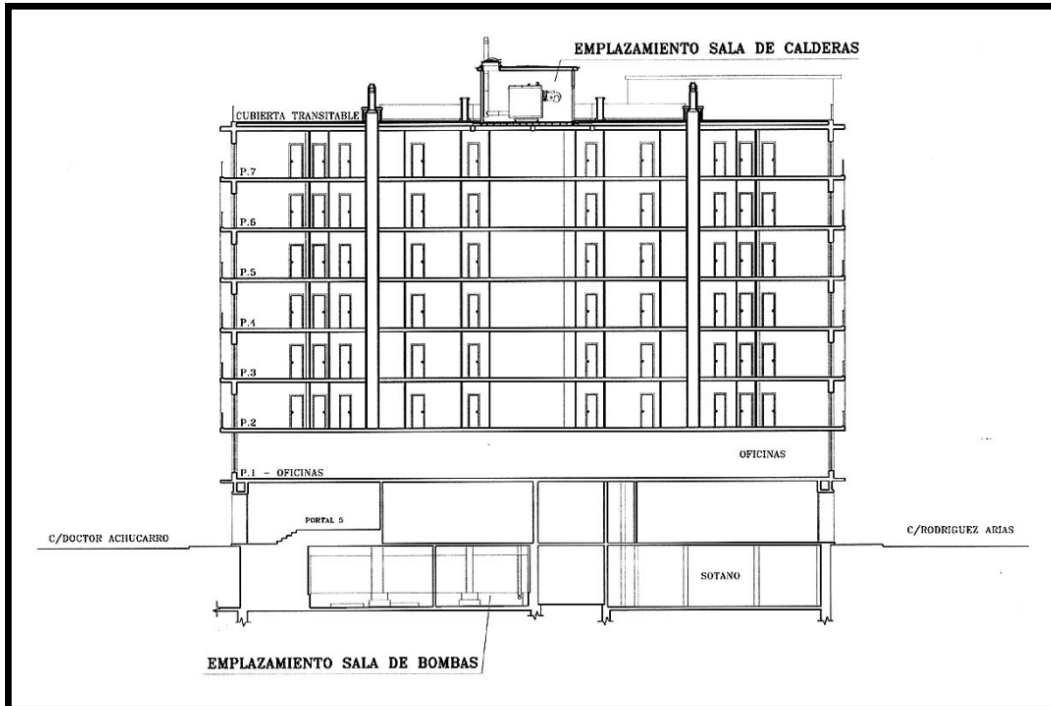 EMPLAZAMIENTO SALA DE CALDERAS
CUBIERTA TRANSITABLE
P.7
P.6
P.5
P.4
P.3
P.2
OFICINAS
P.1 - OFICINAS
PORTAL 5
C/DOCTOR ACHUCARRO
C/RODRIGUEZ ARIAS
SOTANO
EMPLAZAMIENTO SALA DE BOMBAS